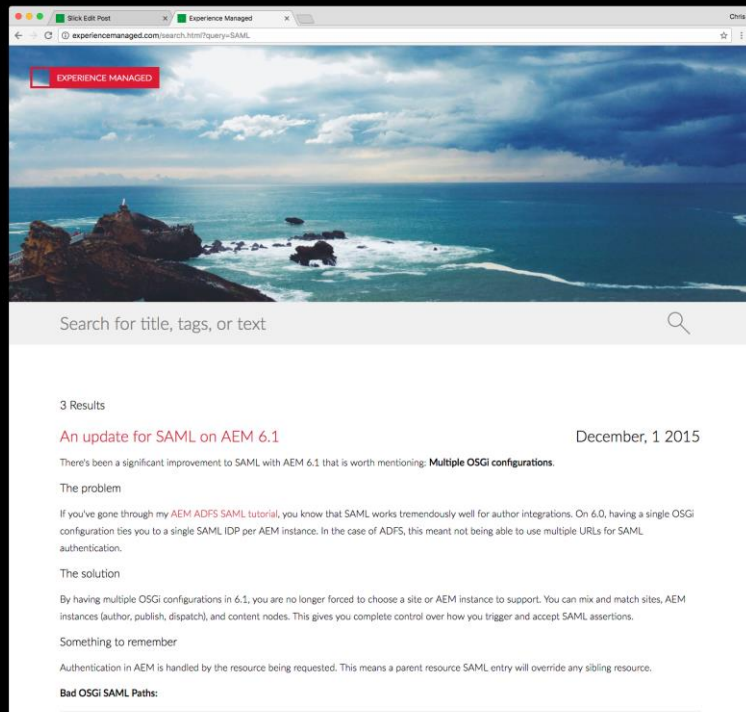 Slick Edit Post
Experience Managed
Chris
experiencemanaged.com/search.html?query=SAML
EXPERIENCE MANAGED
Search for title, tags, or text
3 Results
An update for SAML on AEM 6.1
December, 1 2015
There's been a significant improvement to SAML with AEM 6.1 that is worth mentioning: Multiple OSGi configurations.
The problem
If you've gone through my AEM ADFS SAML tutorial, you know that SAML works tremendously well for author integrations. On 6.0, having a single OSGi
configuration ties you to a single SAML IDP per AEM instance. In the case of ADFS, this meant not being able to use multiple URLs for SAML
authentication.
The solution
By having multiple OSGi configurations in 6.1, you are no longer forced to choose a site or AEM instance to support. You can mix and match sites, AEM
instances (author, publish, dispatch), and content nodes. This gives you complete control over how you trigger and accept SAML assertions.
Something to remember
Authentication in AEM is handled by the resource being requested. This means a parent resource SAML entry will override any sibling resource.
Bad OSGi SAML Paths: